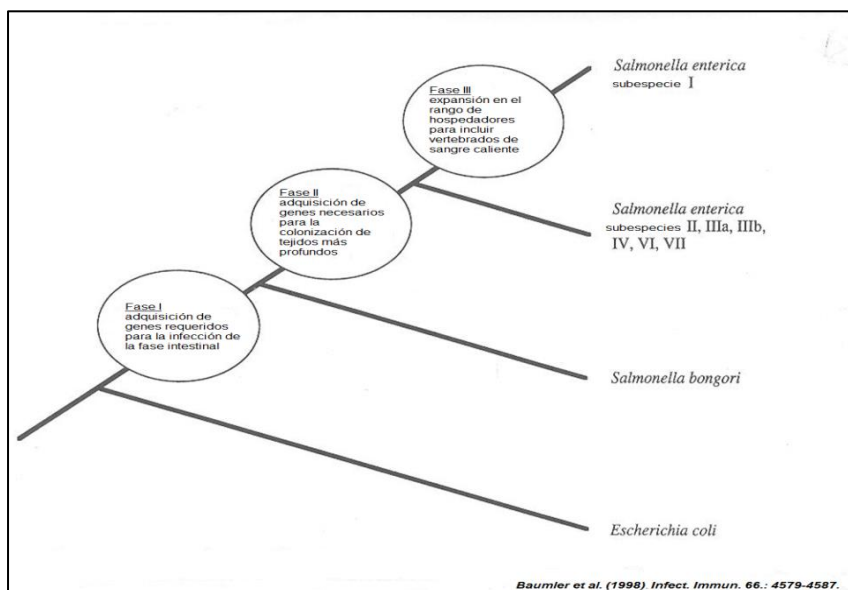 Salmonella enterica
subespecie I
Fase III
expansión en el
rango de
hospedadores
para incluir
vertebrados de
sangre caliente
Fase II
adquisición de
genes necesarios
para la
colonización de
tejidos más
profundos
Salmonella enterica
subespecies II, IIIa, IIIb,
IV, VI, VII
Fase I
adquisición de
genes requeridos
para la infección de
la fase intestinal
Salmonella bongori
Escherichia coli
Baumler et al. (1998) Infect. Immun. 66.: 4579-4587.